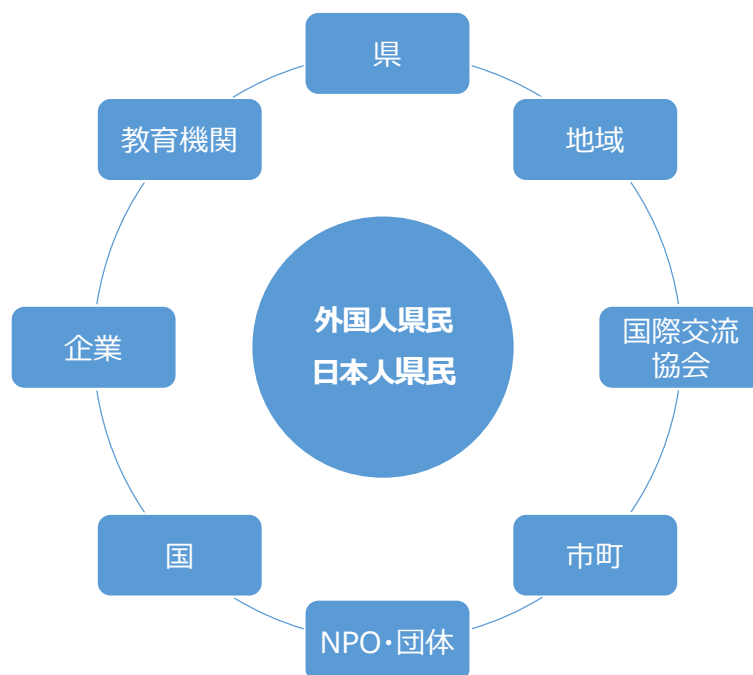 県
地域
国際交流
協会
市町
NPO・団体
国
企業
教育機関
外国人県民
日本人県民